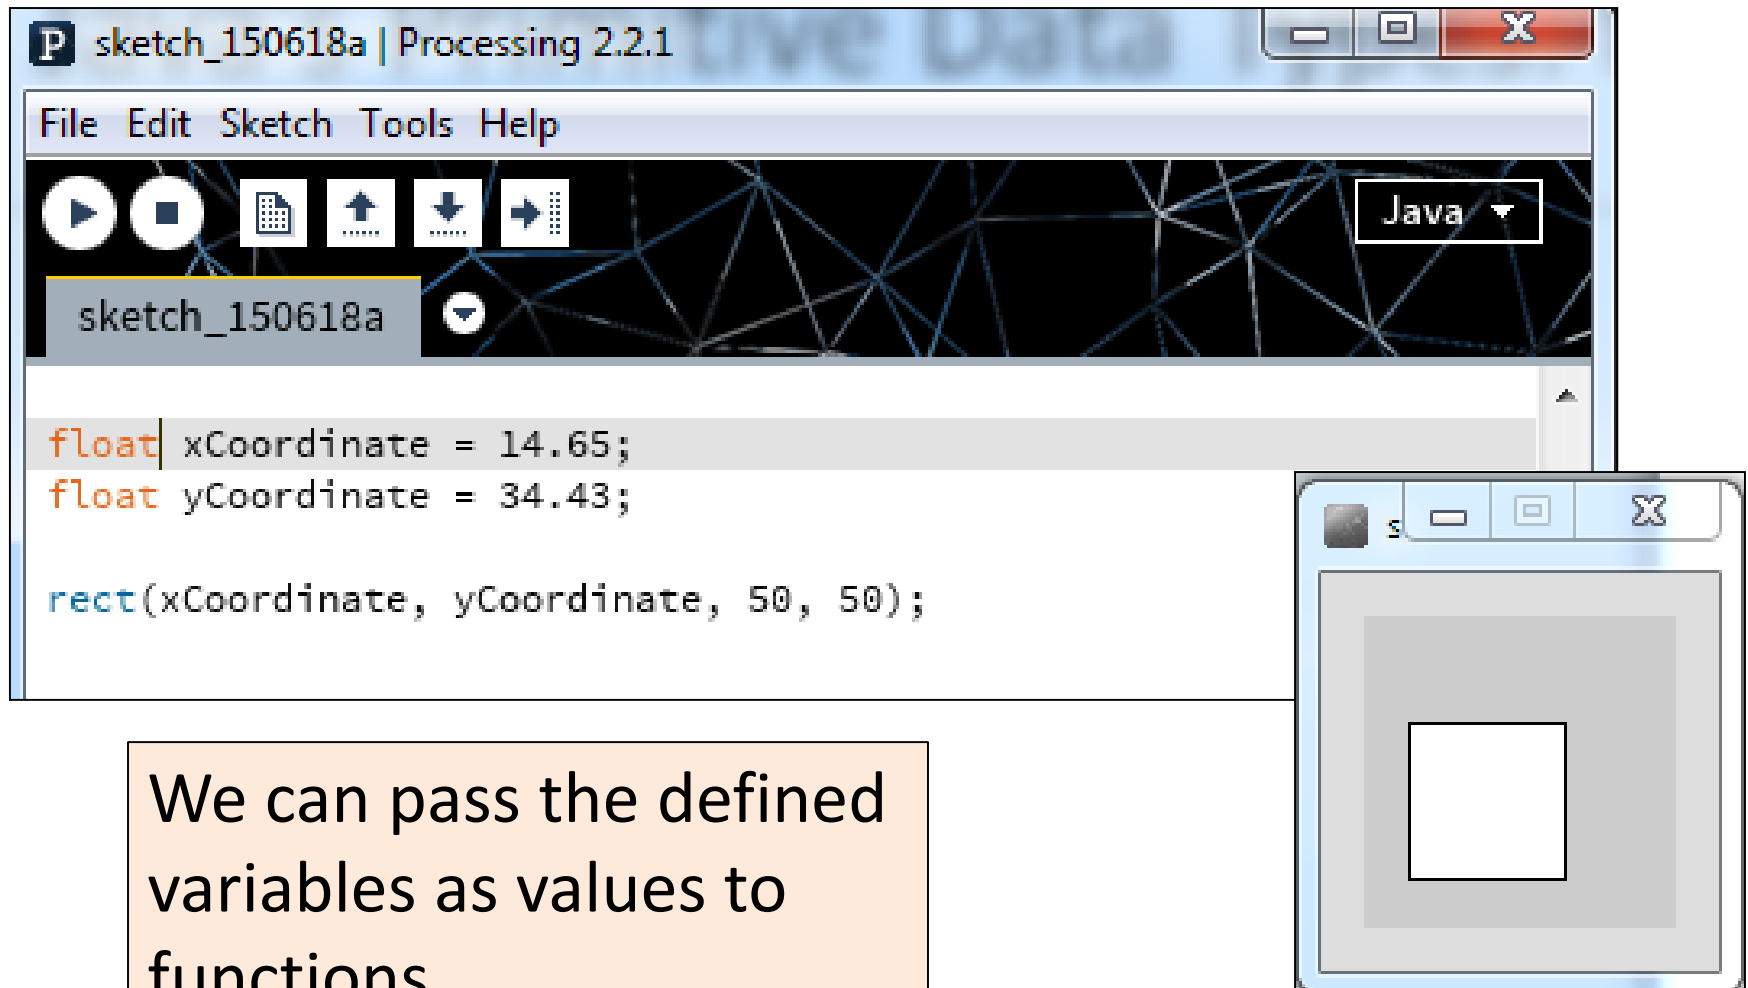 P sketch_150618a | Processing 2.2.1
File Edit Sketch Tools Help
Java
sketch_150618a
float xCoordinate = 14.65;
float yCoordinate = 34.43;
rect(xCoordinate, yCoordinate, 50, 50);
s
We can pass the defined
variables as values to
functions